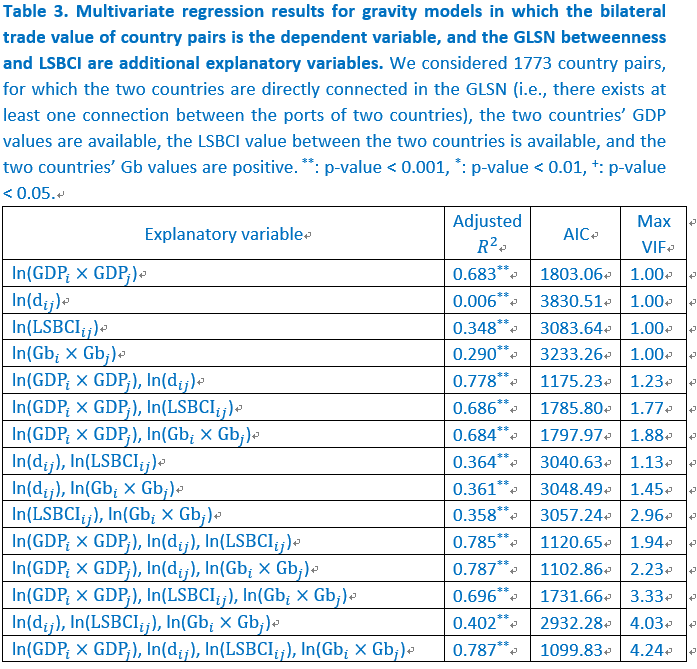 Table 3. Multivariate regression results for gravity models in which the bilateral
trade value of country pairs is the dependent variable, and the GLSN betweenness
and LSBCI are additional explanatory variables. We considered 1773 country pairs,
for which the two countries are directly connected in the GLSN (i.e., there exists at
least one connection between the ports of two countries), the two countries’ GDP
values are available, the LSBCI value between the two countries is available, and the
two countries’ Gb values are positive. **: p-value < 0.001, *: p-value < 0.01, +: p-value
< 0.05.
Explanatory variable Adjusted R² AIC Max VIF
ln(GDPᵢ × GDPⱼ) 0.683** 1803.06 1.00
ln(dᵢⱼ) 0.006** 3830.51 1.00
ln(LSBCIᵢⱼ) 0.348** 3083.64 1.00
ln(Gbᵢ × Gbⱼ) 0.290** 3233.26 1.00
ln(GDPᵢ × GDPⱼ), ln(dᵢⱼ) 0.778** 1175.23 1.23
ln(GDPᵢ × GDPⱼ), ln(LSBCIᵢⱼ) 0.686** 1785.80 1.77
ln(GDPᵢ × GDPⱼ), ln(Gbᵢ × Gbⱼ) 0.684** 1797.97 1.88
ln(dᵢⱼ), ln(LSBCIᵢⱼ) 0.364** 3040.63 1.13
ln(dᵢⱼ), ln(Gbᵢ × Gbⱼ) 0.361** 3048.49 1.45
ln(LSBCIᵢⱼ), ln(Gbᵢ × Gbⱼ) 0.358** 3057.24 2.96
ln(GDPᵢ × GDPⱼ), ln(dᵢⱼ), ln(LSBCIᵢⱼ) 0.785** 1120.65 1.94
ln(GDPᵢ × GDPⱼ), ln(dᵢⱼ), ln(Gbᵢ × Gbⱼ) 0.787** 1102.86 2.23
ln(GDPᵢ × GDPⱼ), ln(LSBCIᵢⱼ), ln(Gbᵢ × Gbⱼ) 0.696** 1731.66 3.33
ln(dᵢⱼ), ln(LSBCIᵢⱼ), ln(Gbᵢ × Gbⱼ) 0.402** 2932.28 4.03
ln(GDPᵢ × GDPⱼ), ln(dᵢⱼ), ln(LSBCIᵢⱼ), ln(Gbᵢ × Gbⱼ) 0.787** 1099.83 4.24